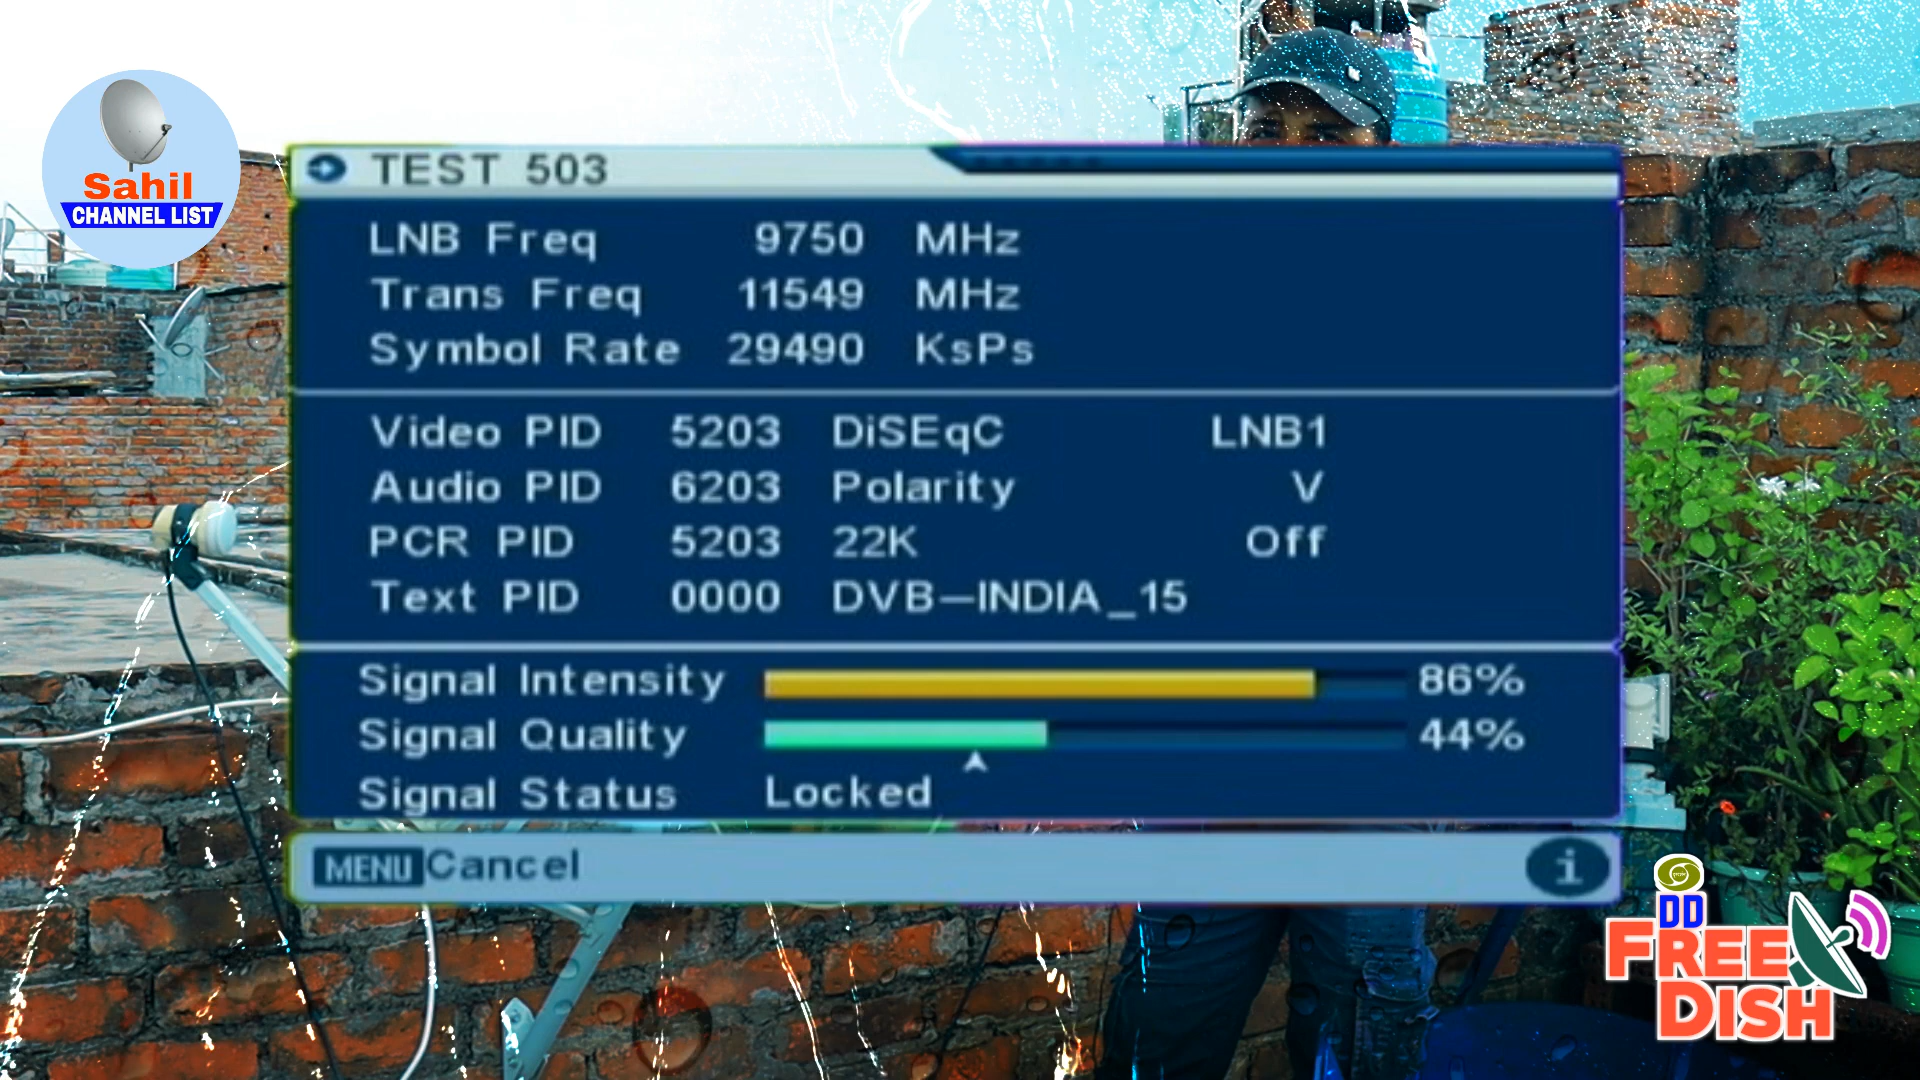 Sahil
CHANNEL LIST
TEST 503
LNB Freq 9750 MHz
Trans Freq 11549 MHz
Symbol Rate 29490 KsPs
Video PID 5203 DiSEqC LNB1
Audio PID 6203 Polarity V
PCR PID 5203 22K Off
Text PID 0000 DVB-INDIA_15
Signal Intensity 86%
Signal Quality 44%
Signal Status Locked
MENU Cancel i
DD
FREE
DISH